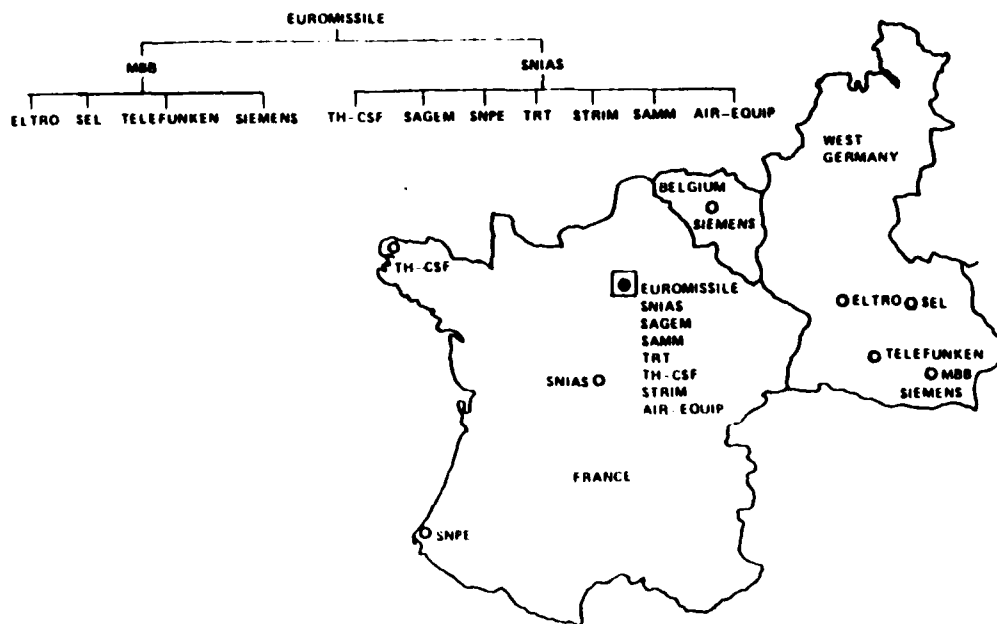 EUROMISSILE
MBB SNIAS
ELTRO SEL TELEFUNKEN SIEMENS TH-CSF SAGEM SNPE TRT STRIM SAMM AIR-EQUIP
WEST
GERMANY
BELGIUM
SIEMENS
TH-CSF
EUROMISSILE
SNIAS
SAGEM
SAMM
TRT
TH-CSF
STRIM
AIR-EQUIP
ELTRO SEL
TELEFUNKEN
MBB
SIEMENS
SNIAS
FRANCE
SNPE